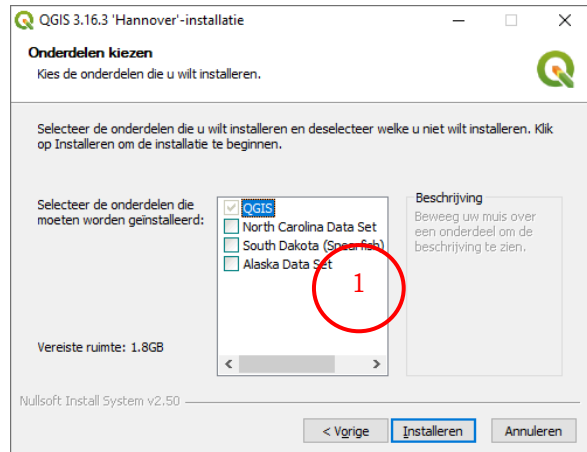 QGIS 3.16.3 'Hannover'-installatie
Onderdelen kiezen
Kies de onderdelen die u wilt installeren.
Selecteer de onderdelen die u wilt installeren en deselecteer welke u niet wilt installeren. Klik
op Installeren om de installatie te beginnen.
Selecteer de onderdelen die
moeten worden geïnstalleerd:
QGIS
North Carolina Data Set
South Dakota (Spearfish)
Alaska Data Set
1
Beschrijving
Beweeg uw muis over
een onderdeel om de
beschrijving te zien.
Vereiste ruimte: 1.8GB
Nullsoft Install System v2.50
< Vorige
Installeren
Annuleren